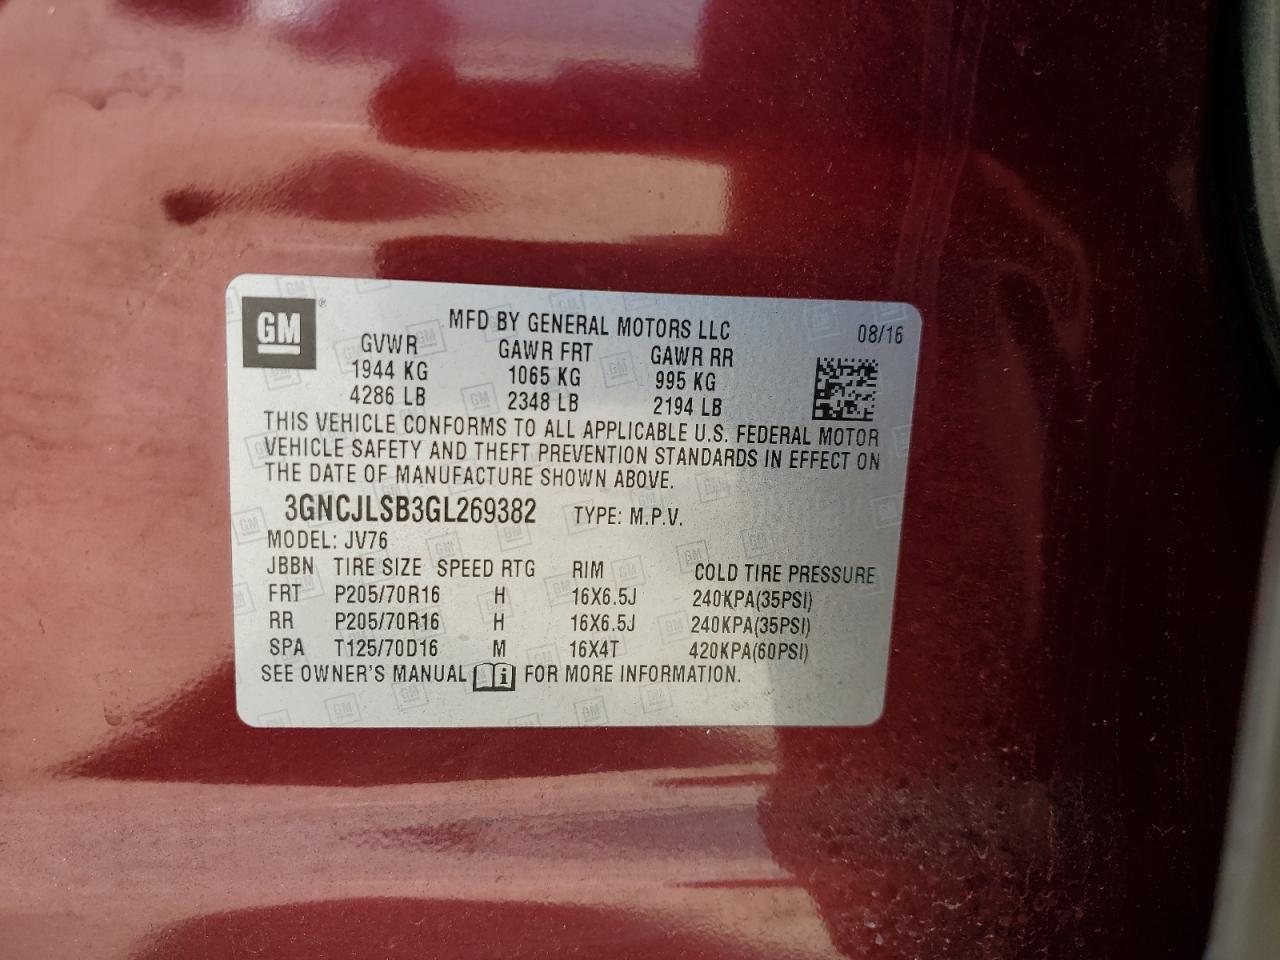 GM ®
MFD BY GENERAL MOTORS LLC 08/16
GVWR GAWR FRT GAWR RR
1944 KG 1065 KG 995 KG
4286 LB 2348 LB 2194 LB
THIS VEHICLE CONFORMS TO ALL APPLICABLE U.S. FEDERAL MOTOR
VEHICLE SAFETY AND THEFT PREVENTION STANDARDS IN EFFECT ON
THE DATE OF MANUFACTURE SHOWN ABOVE.
3GNCJLSB3GL269382 TYPE: M.P.V.
MODEL: JV76
JBBN TIRE SIZE SPEED RTG RIM COLD TIRE PRESSURE
FRT P205/70R16 H 16X6.5J 240KPA(35PSI)
RR P205/70R16 H 16X6.5J 240KPA(35PSI)
SPA T125/70D16 M 16X4T 420KPA(60PSI)
SEE OWNER'S MANUAL i FOR MORE INFORMATION.